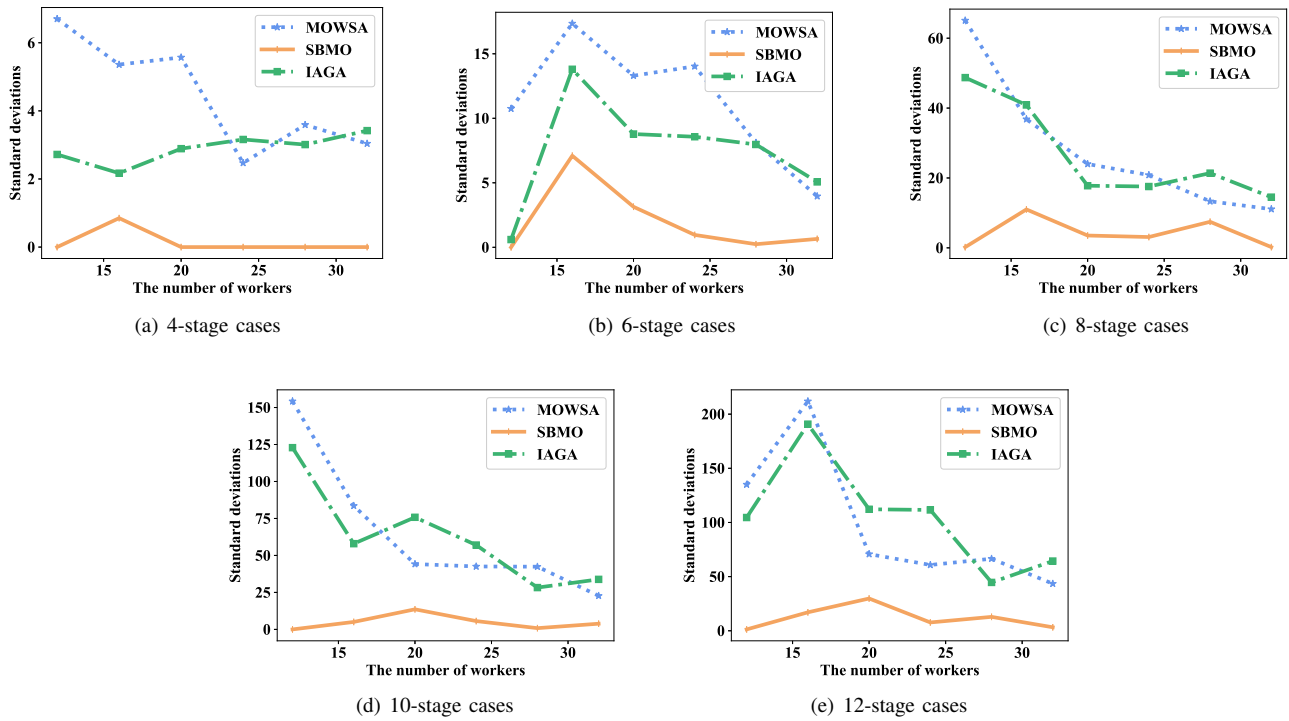 MOWSA
SBMO
IAGA
Standard deviations
6
4
2
0
15 20 25 30
The number of workers
(a) 4-stage cases
MOWSA
SBMO
IAGA
Standard deviations
15
10
5
0
15 20 25 30
The number of workers
(b) 6-stage cases
MOWSA
SBMO
IAGA
Standard deviations
60
40
20
0
15 20 25 30
The number of workers
(c) 8-stage cases
MOWSA
SBMO
IAGA
Standard deviations
150
125
100
75
50
25
0
15 20 25 30
The number of workers
(d) 10-stage cases
MOWSA
SBMO
IAGA
Standard deviations
200
150
100
50
0
15 20 25 30
The number of workers
(e) 12-stage cases